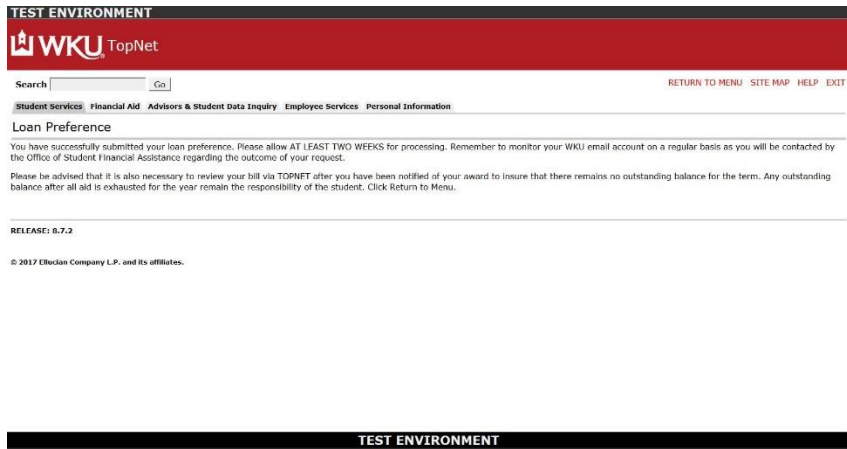 TEST ENVIRONMENT
WKU® TopNet
Search Go RETURN TO MENU SITE MAP HELP EXIT
Student Services Financial Aid Advisors & Student Data Inquiry Employee Services Personal Information
Loan Preference
You have successfully submitted your loan preference. Please allow AT LEAST TWO WEEKS for processing. Remember to monitor your WKU email account on a regular basis as you will be contacted by
the Office of Student Financial Assistance regarding the outcome of your request.
Please be advised that it is also necessary to review your bill via TOPNET after you have been notified of your award to insure that there remains no outstanding balance for the term. Any outstanding
balance after all aid is exhausted for the year remain the responsibility of the student. Click Return to Menu.
RELEASE: 8.7.2
© 2017 Ellucian Company L.P. and its affiliates.
TEST ENVIRONMENT